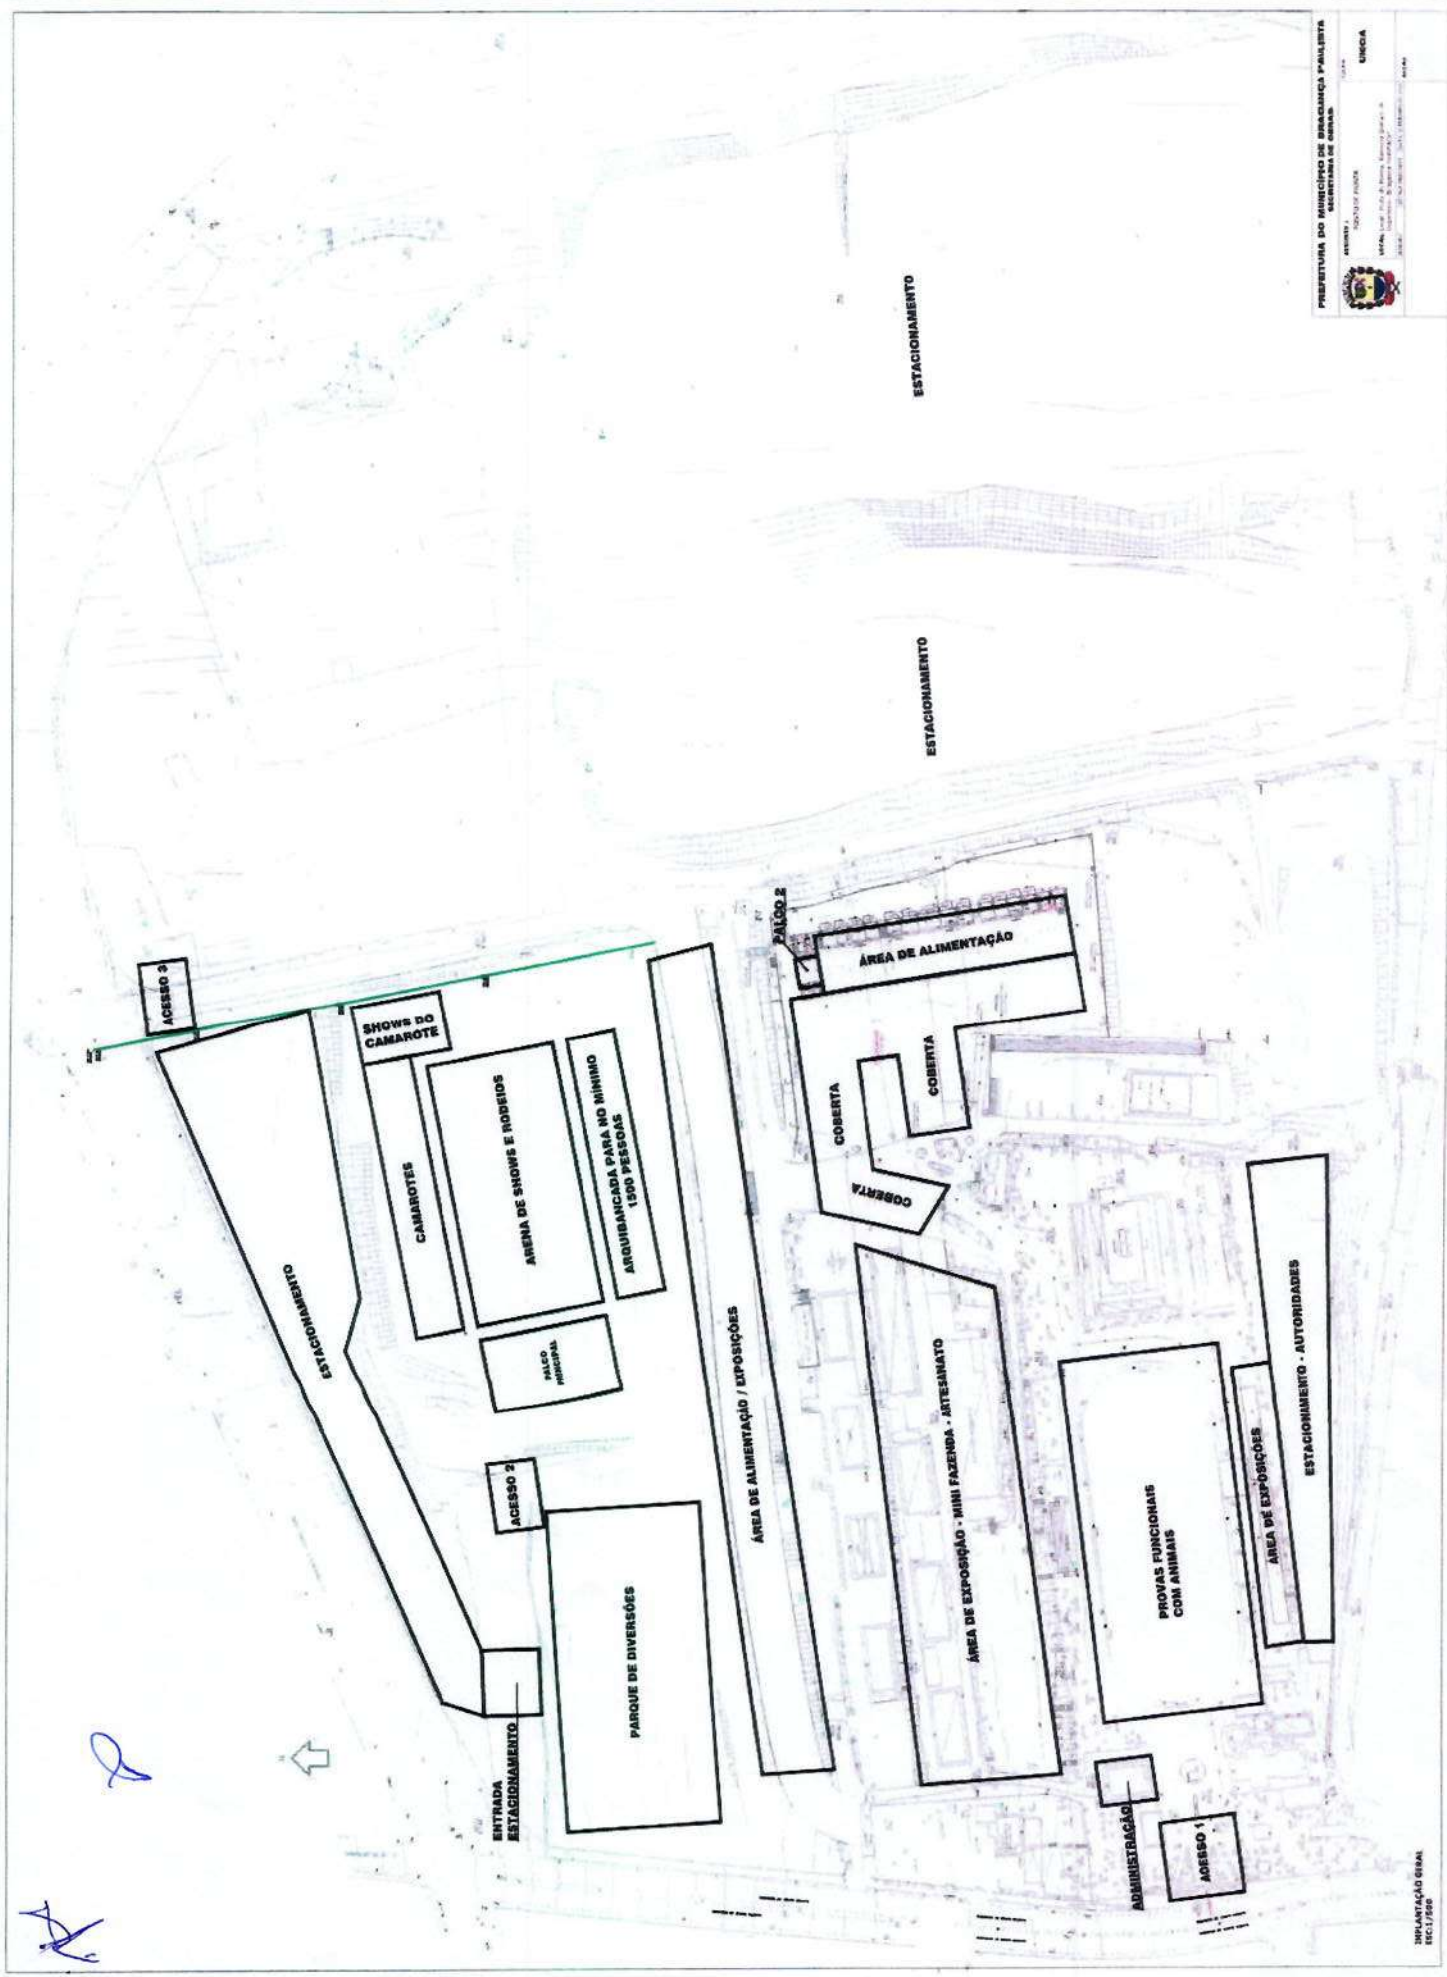 PREFEITURA DO MUNICÍPIO DE BRAGANÇA PAULISTA
SECRETARIA DE OBRAS
ASSUNTO :
LOCAL
ÚNICA
ESTACIONAMENTO
ESTACIONAMENTO
ACESSO 3
SHOWS DO
CAMAROTE
CAMAROTES
ARENA DE SHOWS E RODEIOS
ARQUIBANCADA PARA NO MÍNIMO
1500 PESSOAS
PALCO
PRINCIPAL
ESTACIONAMENTO
ACESSO 2
PARQUE DE DIVERSÕES
ENTRADA
ESTACIONAMENTO
ÁREA DE ALIMENTAÇÃO / EXPOSIÇÕES
PALCO 2
ÁREA DE ALIMENTAÇÃO
COBERTA
COBERTA
COBERTA
ÁREA DE EXPOSIÇÃO - MINI FAZENDA - ARTESANATO
PROVAS FUNCIONAIS
COM ANIMAIS
ÁREA DE EXPOSIÇÕES
ESTACIONAMENTO - AUTORIDADES
ADMINISTRAÇÃO
ACESSO 1
IMPLANTAÇÃO GERAL
ESC:1/500